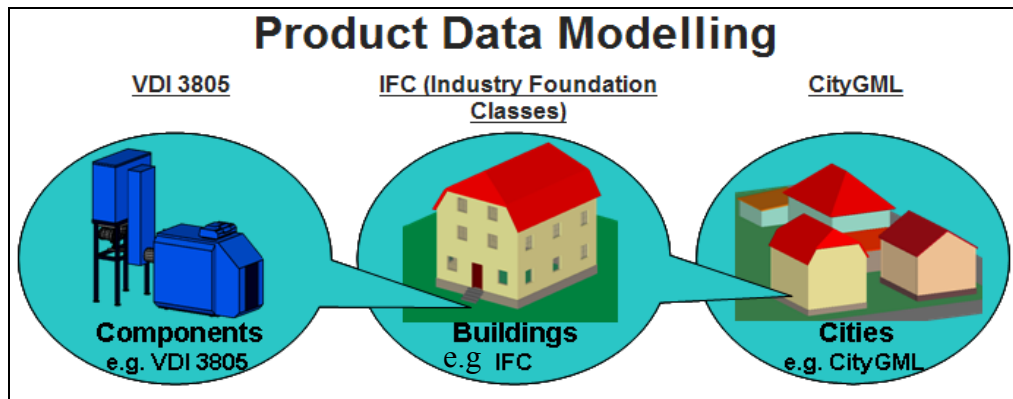 Product Data Modelling
VDI 3805
IFC (Industry Foundation
Classes)
CityGML
Components
e.g. VDI 3805
Buildings
e.g IFC
Cities
e.g. CityGML